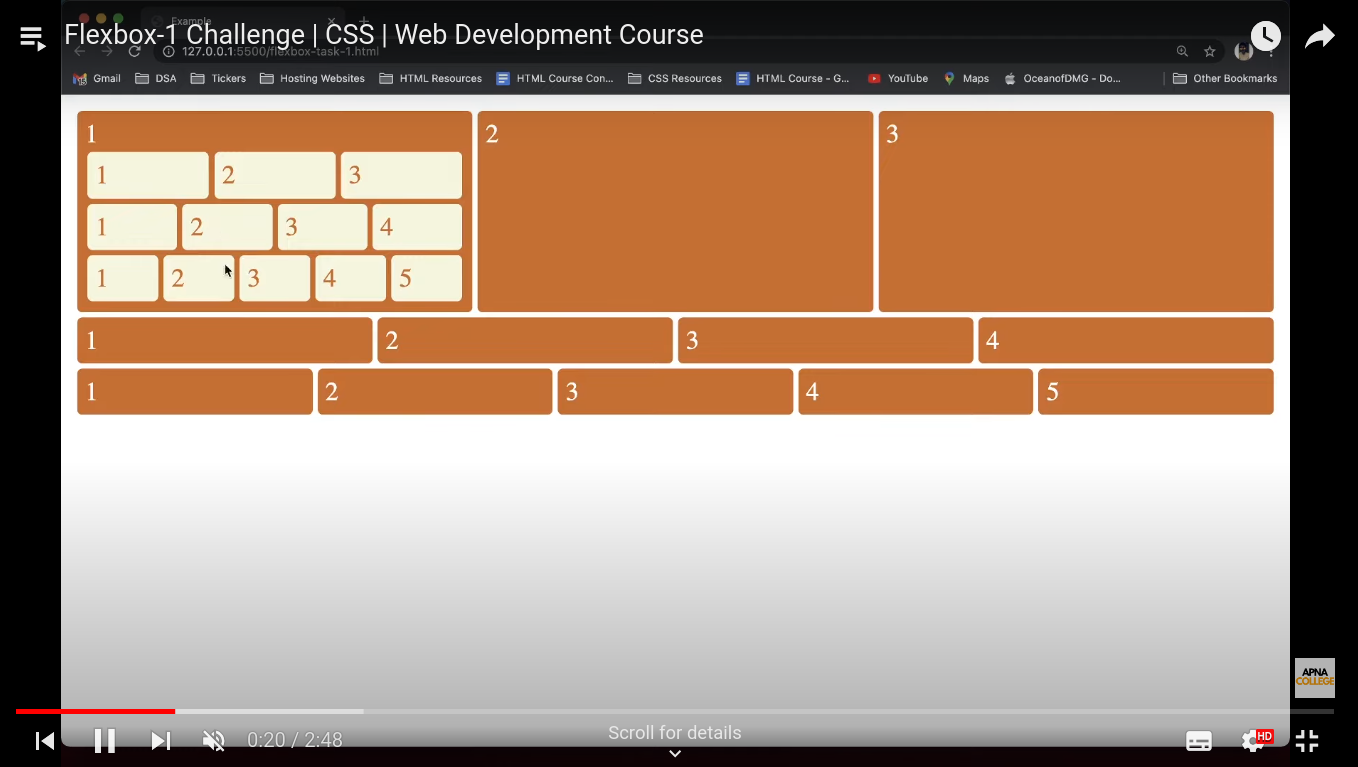 Example
Flexbox-1 Challenge | CSS | Web Development Course
127.0.0.1:5500/flexbox-task-1.html
Gmail DSA Tickers Hosting Websites HTML Resources HTML Course Con... CSS Resources HTML Course - G... YouTube Maps OceanofDMG - Do... Other Bookmarks
1 2 3
1 2 3
1 2 3 4
1 2 3 4 5
1 2 3 4
1 2 3 4 5
APNA
COLLEGE
Scroll for details
0:20 / 2:48
HD